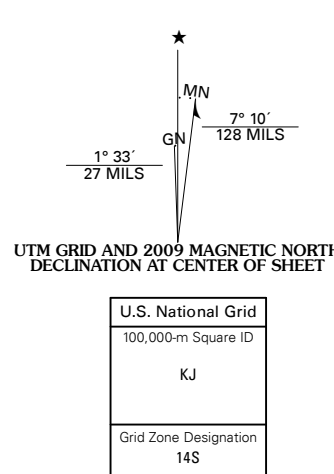 ★
MN
GN
7° 10´
128 MILS
1° 33´
27 MILS
UTM GRID AND 2009 MAGNETIC NORTH
DECLINATION AT CENTER OF SHEET
U.S. National Grid
100,000-m Square ID
KJ
Grid Zone Designation
14S